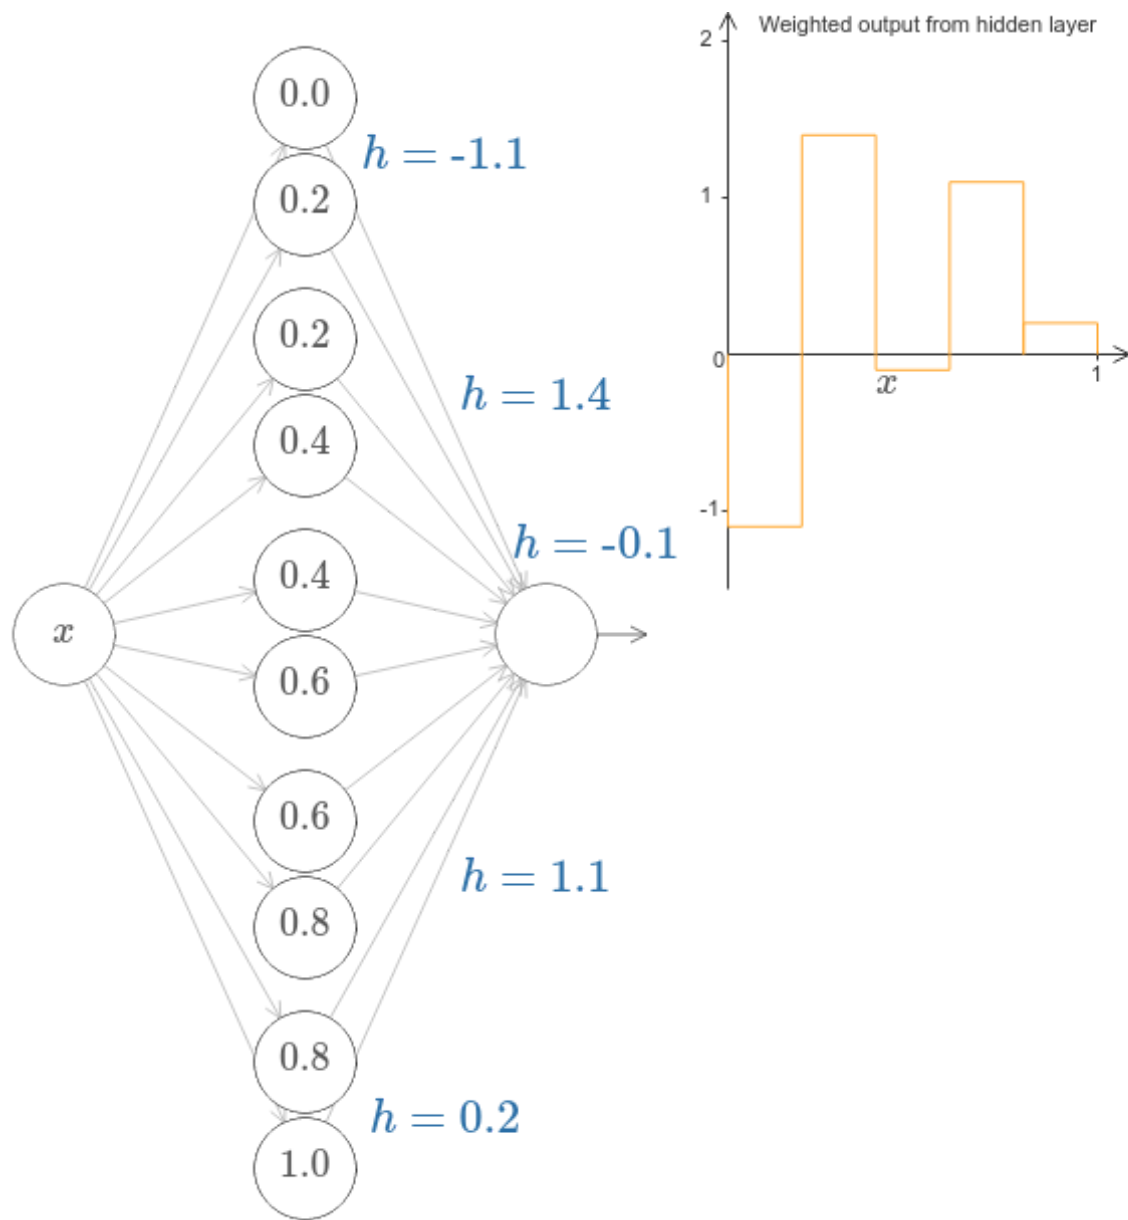 0.0
h = -1.1
0.2
0.2
h = 1.4
0.4
h = -0.1
0.4
x
0.6
0.6
h = 1.1
0.8
0.8
h = 0.2
1.0
Weighted output from hidden layer
2
1
0
x
1
-1